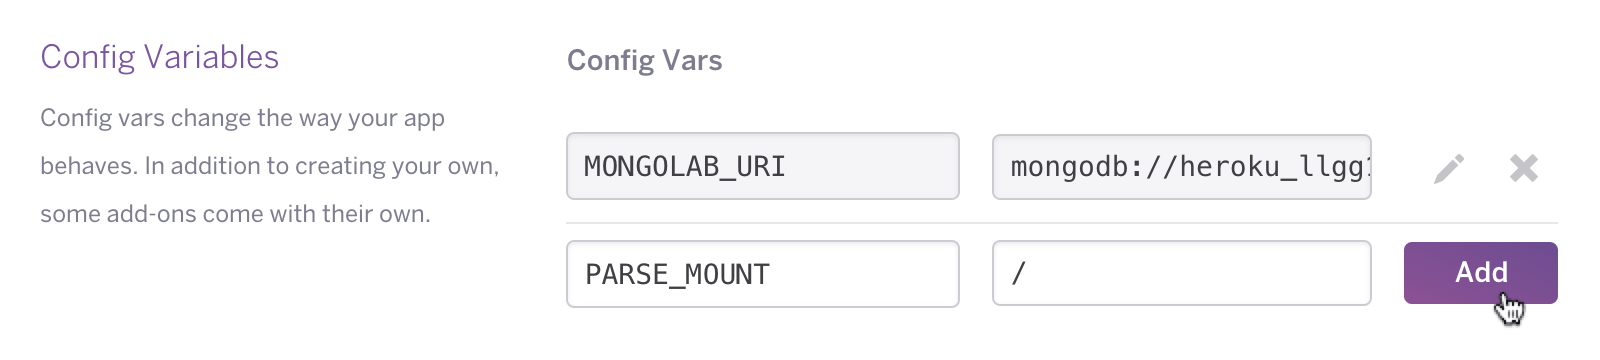 Config Variables
Config vars change the way your app
behaves. In addition to creating your own,
some add-ons come with their own.
Config Vars
MONGOLAB_URI
mongodb://heroku_llgg
PARSE_MOUNT
/
Add